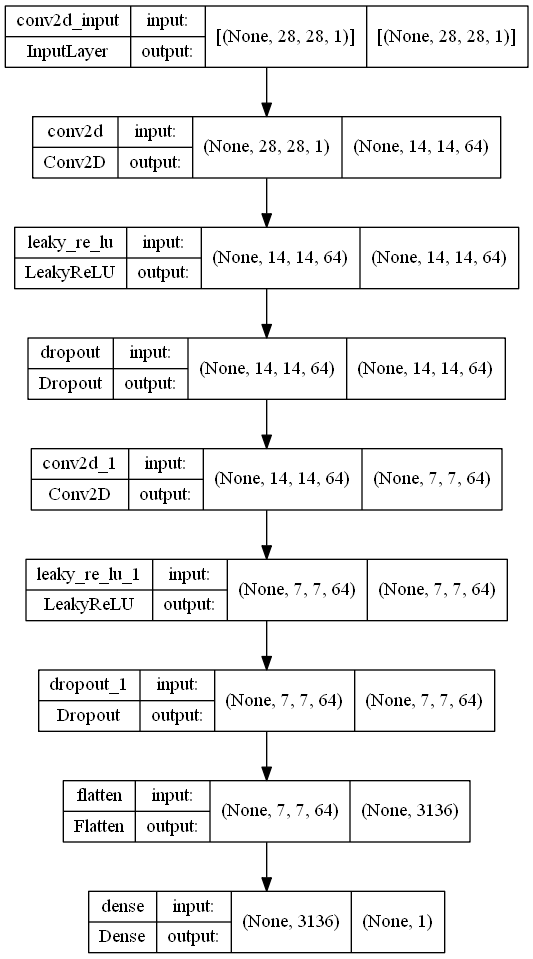 conv2d_input input: [(None, 28, 28, 1)] [(None, 28, 28, 1)]
InputLayer output:
conv2d input: (None, 28, 28, 1) (None, 14, 14, 64)
Conv2D output:
leaky_re_lu input: (None, 14, 14, 64) (None, 14, 14, 64)
LeakyReLU output:
dropout input: (None, 14, 14, 64) (None, 14, 14, 64)
Dropout output:
conv2d_1 input: (None, 14, 14, 64) (None, 7, 7, 64)
Conv2D output:
leaky_re_lu_1 input: (None, 7, 7, 64) (None, 7, 7, 64)
LeakyReLU output:
dropout_1 input: (None, 7, 7, 64) (None, 7, 7, 64)
Dropout output:
flatten input: (None, 7, 7, 64) (None, 3136)
Flatten output:
dense input: (None, 3136) (None, 1)
Dense output: